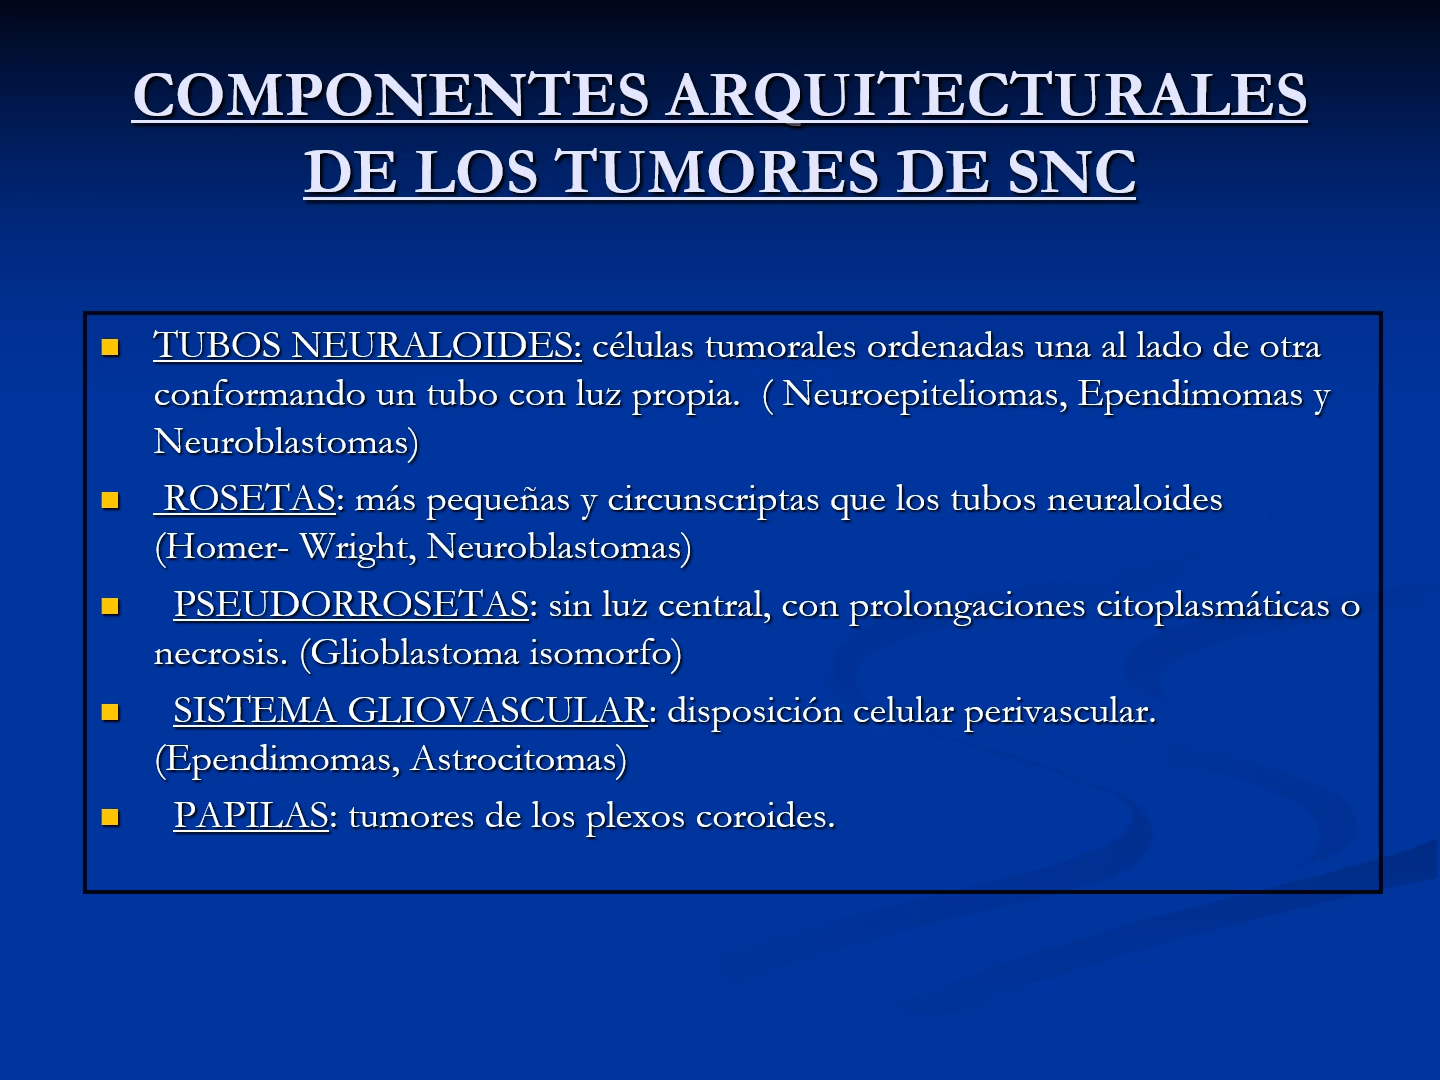 COMPONENTES ARQUITECTURALES
DE LOS TUMORES DE SNC
TUBOS NEURALOIDES: células tumorales ordenadas una al lado de otra
conformando un tubo con luz propia. ( Neuroepiteliomas, Ependimomas y
Neuroblastomas)
ROSETAS: más pequeñas y circunscriptas que los tubos neuraloides
(Homer- Wright, Neuroblastomas)
PSEUDORROSETAS: sin luz central, con prolongaciones citoplasmáticas o
necrosis. (Glioblastoma isomorfo)
SISTEMA GLIOVASCULAR: disposición celular perivascular.
(Ependimomas, Astrocitomas)
PAPILAS: tumores de los plexos coroides.